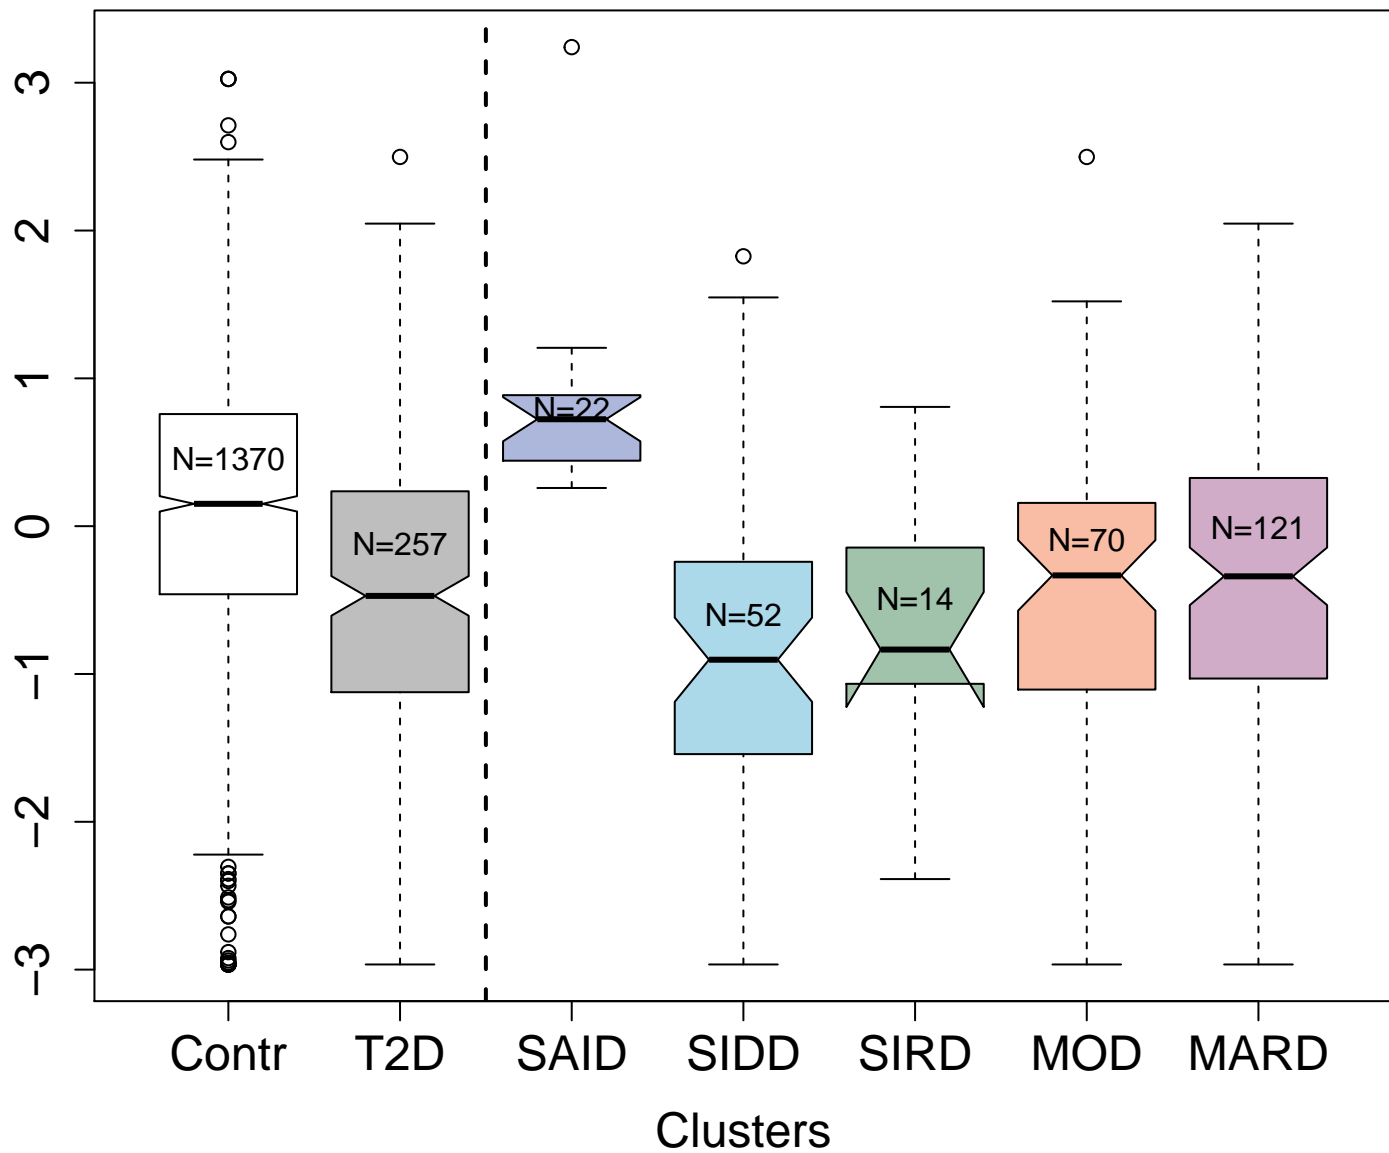 3
2
1
0
−1
−2
−3
N=1370
N=257
N=22
N=52
N=14
N=70
N=121
Contr T2D SAID SIDD SIRD MOD MARD
Clusters